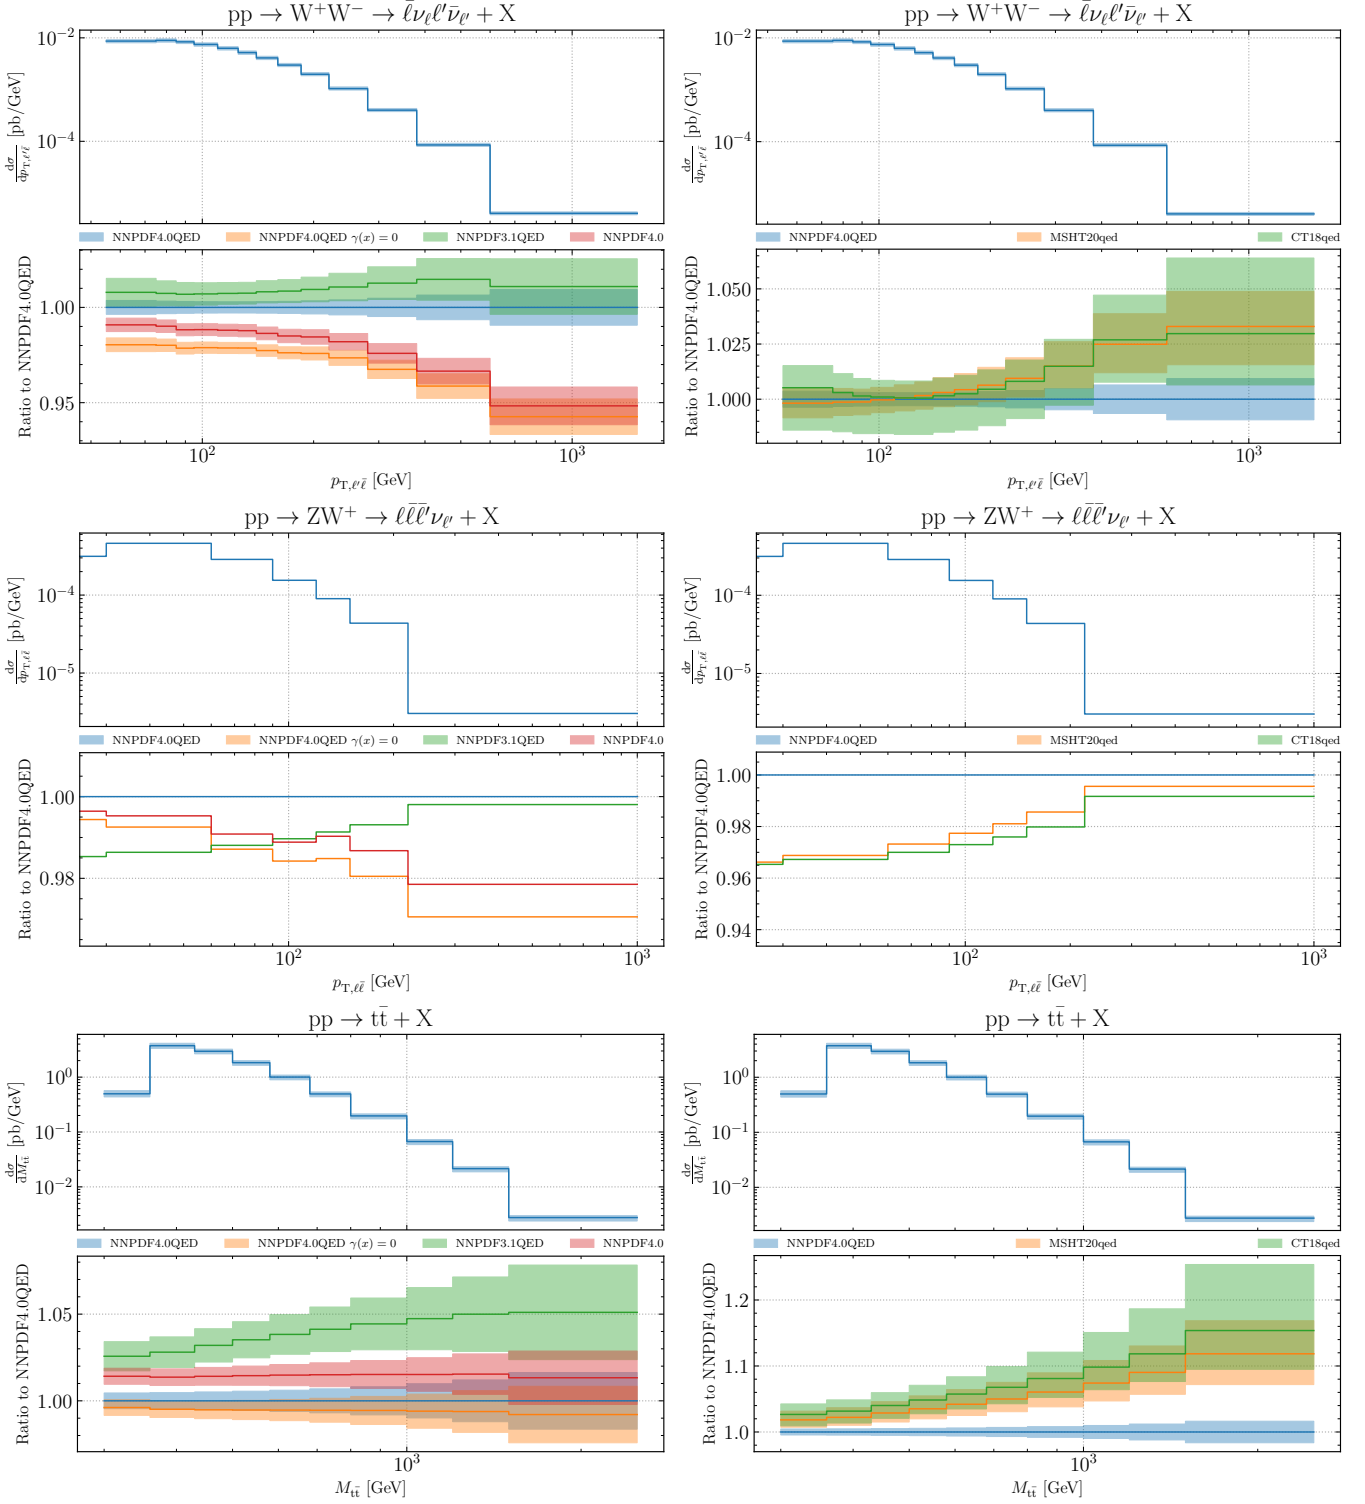 pp → W⁺W⁻ → ℓ̄ν_ℓℓ′ν̄_ℓ′ + X
10⁻²
10⁻⁴
dσ/dp_T,ℓ′ℓ̄ [pb/GeV]
NNPDF4.0QED NNPDF4.0QED γ(x) = 0 NNPDF3.1QED NNPDF4.0
1.00
0.95
Ratio to NNPDF4.0QED
10² 10³
p_T,ℓ′ℓ̄ [GeV]
pp → W⁺W⁻ → ℓ̄ν_ℓℓ′ν̄_ℓ′ + X
10⁻²
10⁻⁴
dσ/dp_T,ℓ′ℓ̄ [pb/GeV]
NNPDF4.0QED MSHT20qed CT18qed
1.050
1.025
1.000
Ratio to NNPDF4.0QED
10² 10³
p_T,ℓ′ℓ̄ [GeV]
pp → ZW⁺ → ℓℓ̄ℓ̄′ν_ℓ′ + X
10⁻⁴
10⁻⁵
dσ/dp_T,ℓℓ̄ [pb/GeV]
NNPDF4.0QED NNPDF4.0QED γ(x) = 0 NNPDF3.1QED NNPDF4.0
1.00
0.98
Ratio to NNPDF4.0QED
10² 10³
p_T,ℓℓ̄ [GeV]
pp → ZW⁺ → ℓℓ̄ℓ̄′ν_ℓ′ + X
10⁻⁴
10⁻⁵
dσ/dp_T,ℓℓ̄ [pb/GeV]
NNPDF4.0QED MSHT20qed CT18qed
1.00
0.98
0.96
0.94
Ratio to NNPDF4.0QED
10² 10³
p_T,ℓℓ̄ [GeV]
pp → tt̄ + X
10⁰
10⁻¹
10⁻²
dσ/dM_tt̄ [pb/GeV]
NNPDF4.0QED NNPDF4.0QED γ(x) = 0 NNPDF3.1QED NNPDF4.0
1.05
1.00
Ratio to NNPDF4.0QED
10³
M_tt̄ [GeV]
pp → tt̄ + X
10⁰
10⁻¹
10⁻²
dσ/dM_tt̄ [pb/GeV]
NNPDF4.0QED MSHT20qed CT18qed
1.2
1.1
1.0
Ratio to NNPDF4.0QED
10³
M_tt̄ [GeV]